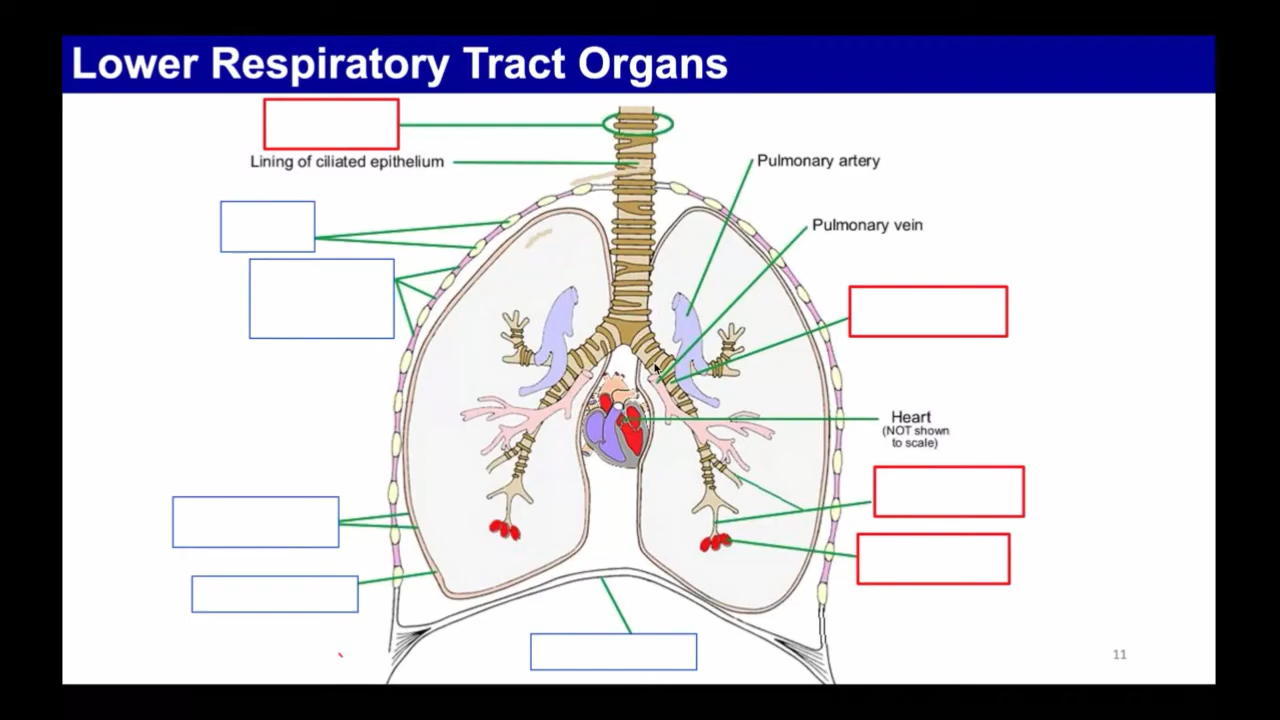 Lower Respiratory Tract Organs
Lining of ciliated epithelium
Pulmonary artery
Pulmonary vein
Heart
(NOT shown
to scale)
11